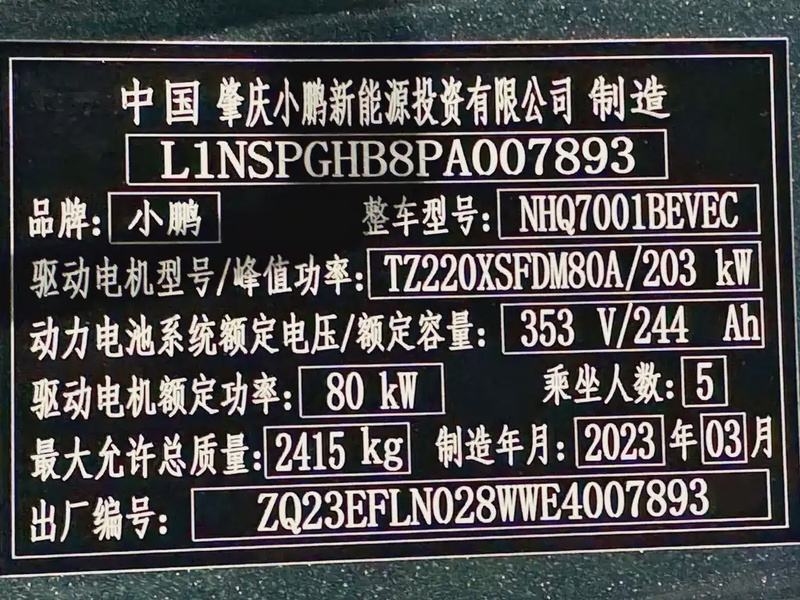 中国 肇庆小鹏新能源投资有限公司 制造
L1NSPGHB8PA007893
品牌: 小鹏 整车型号: NHQ7001BEVEC
驱动电机型号/峰值功率: TZ220XSFDM80A/203 kW
动力电池系统额定电压/额定容量: 353 V/244 Ah
驱动电机额定功率: 80 kW 乘坐人数: 5
最大允许总质量: 2415 kg 制造年月: 2023 年 03 月
出厂编号: ZQ23EFLN028WWE4007893